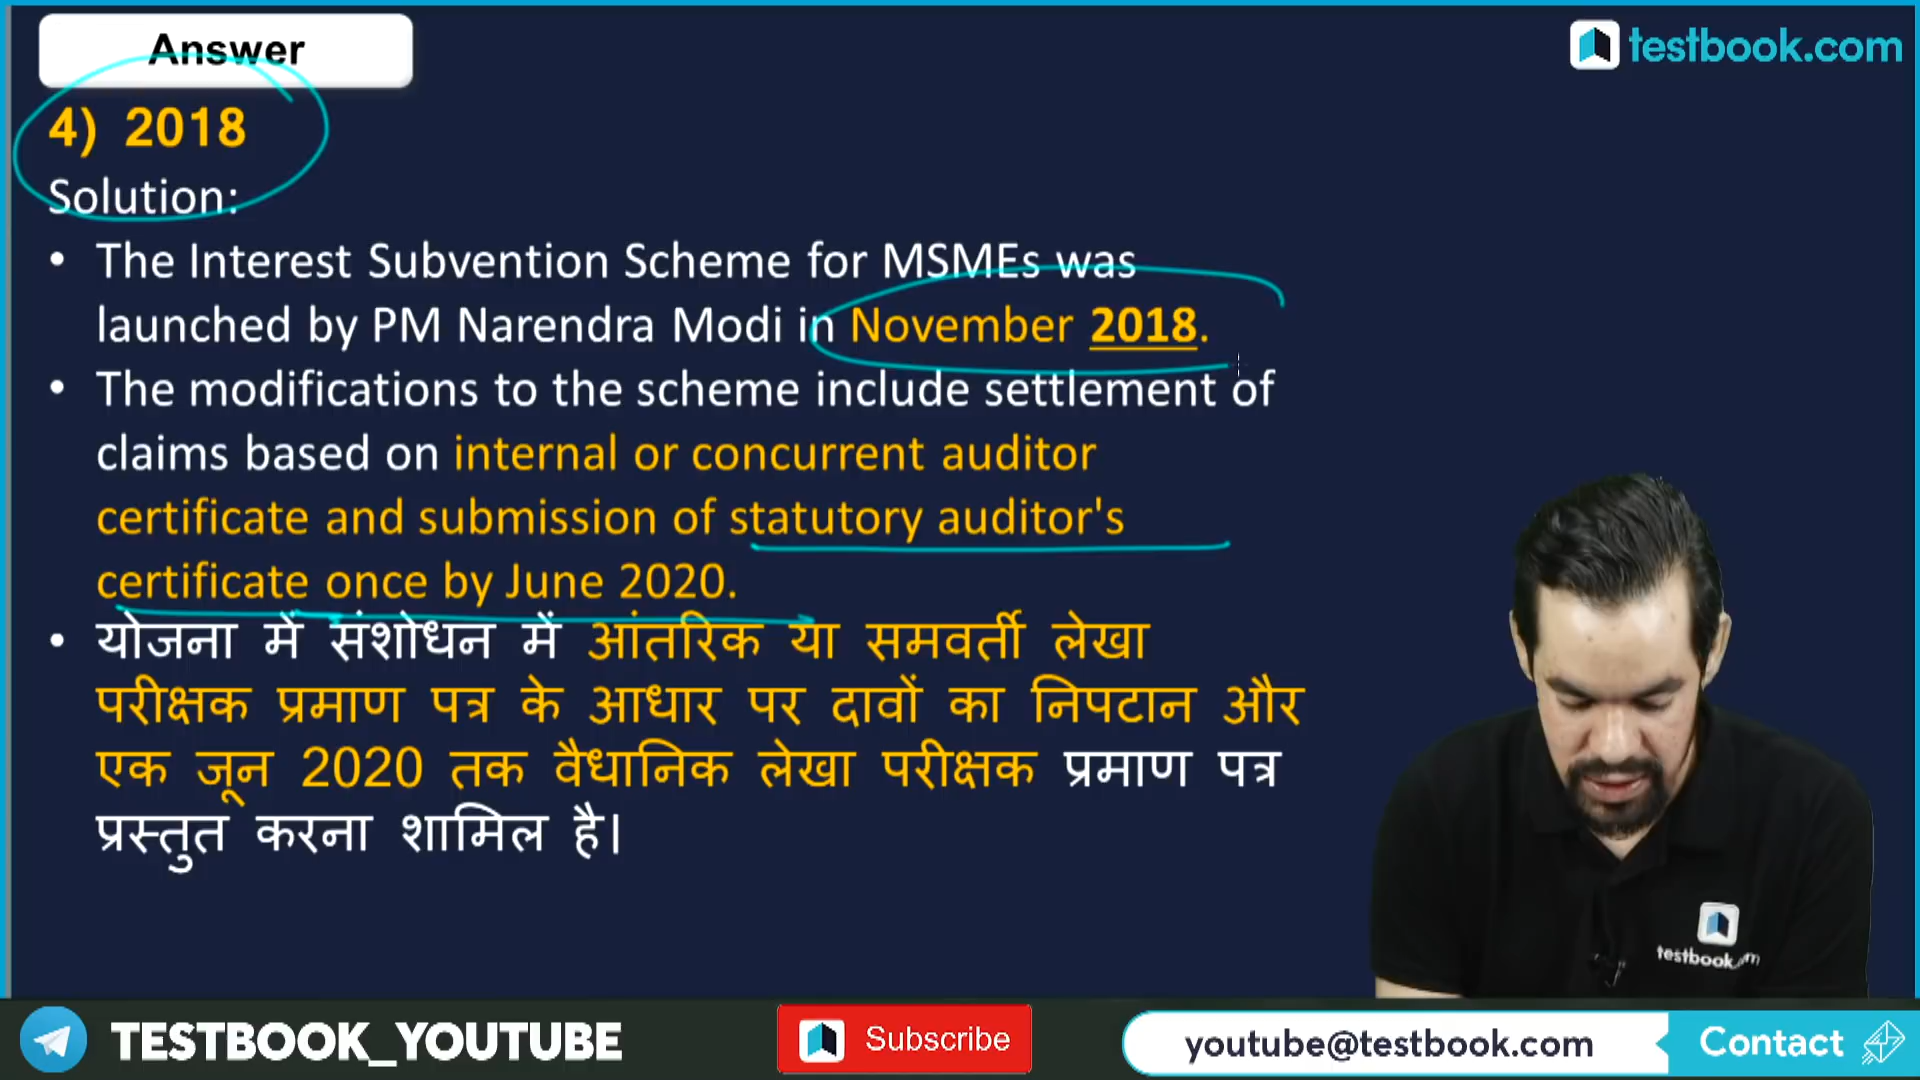 Answer
testbook.com
4) 2018
Solution:
• The Interest Subvention Scheme for MSMEs was
launched by PM Narendra Modi in November 2018.
• The modifications to the scheme include settlement of
claims based on internal or concurrent auditor
certificate and submission of statutory auditor's
certificate once by June 2020.
• योजना में संशोधन में आंतरिक या समवर्ती लेखा
परीक्षक प्रमाण पत्र के आधार पर दावों का निपटान और
एक जून 2020 तक वैधानिक लेखा परीक्षक प्रमाण पत्र
प्रस्तुत करना शामिल है।
testbook.com
TESTBOOK_YOUTUBE
Subscribe
youtube@testbook.com
Contact